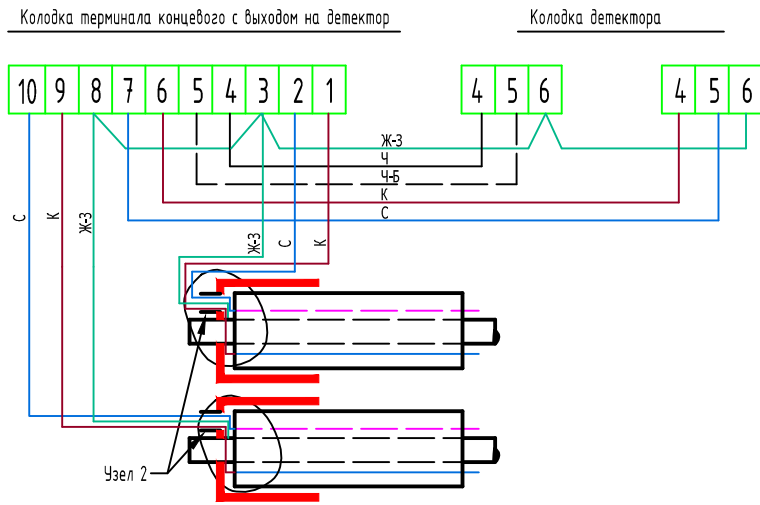 Колодка терминала концевого с выходом на детектор
Колодка детектора
10 9 8 7 6 5 4 3 2 1
4 5 6
4 5 6
Ж-З
Ч
Ч-Б
К
С
С
К
Ж-З
Ж-З
С
К
Узел 2